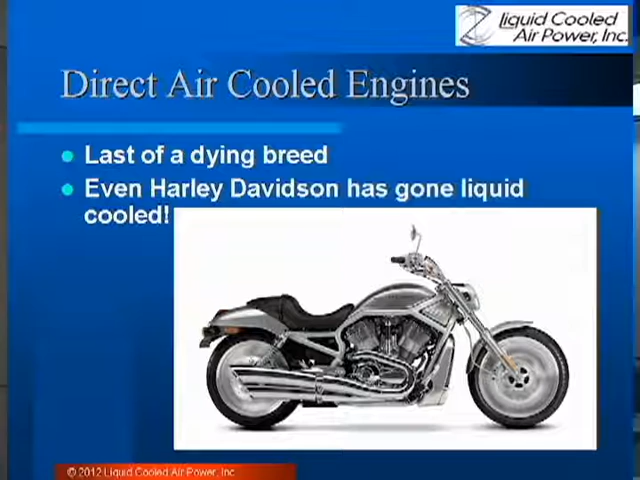 Liquid Cooled
Air Power, Inc.
Direct Air Cooled Engines
Last of a dying breed
Even Harley Davidson has gone liquid
cooled!
© 2012 Liquid Cooled Air Power, Inc